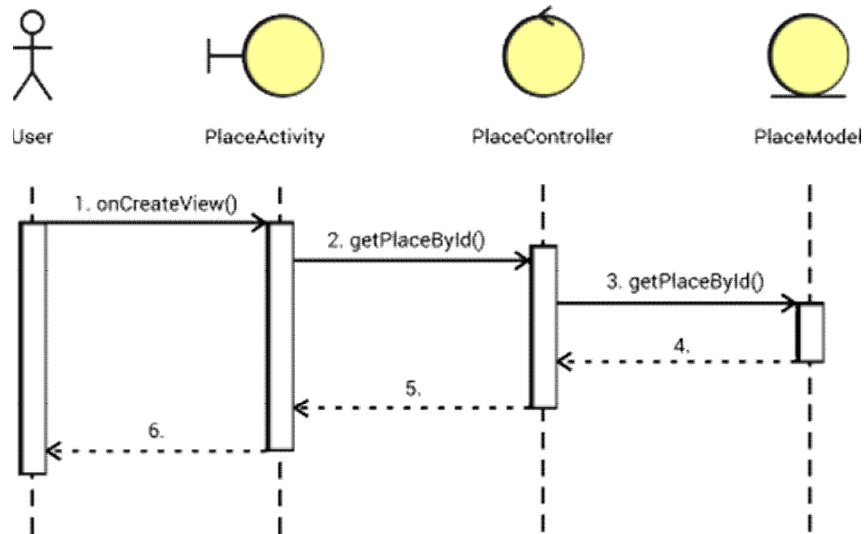 User
PlaceActivity
PlaceController
PlaceModel
1. onCreateView()
2. getPlaceById()
3. getPlaceById()
4.
5.
6.